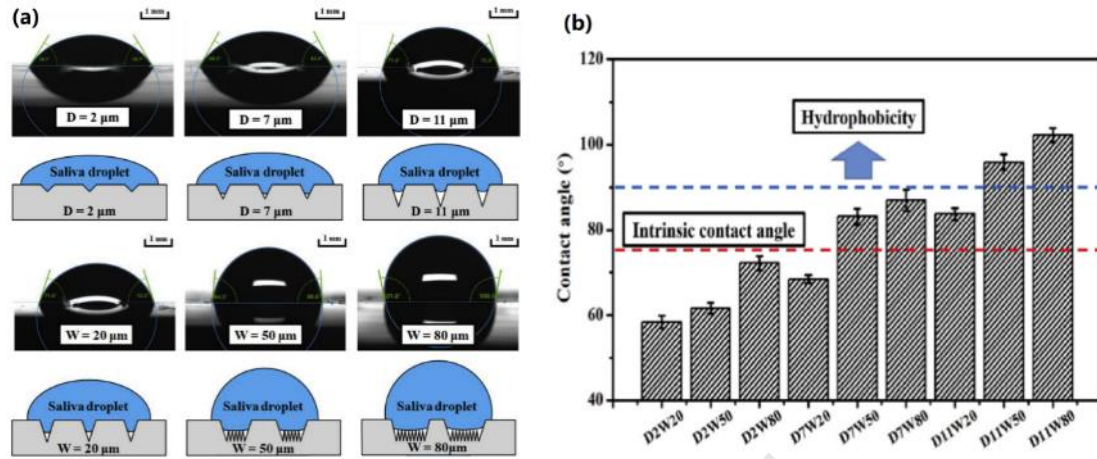 (a)
1 mm
1 mm
1 mm
D = 2 μm
D = 7 μm
D = 11 μm
Saliva droplet
Saliva droplet
Saliva droplet
D = 2 μm
D = 7 μm
D = 11 μm
1 mm
1 mm
1 mm
W = 20 μm
W = 50 μm
W = 80 μm
Saliva droplet
Saliva droplet
Saliva droplet
W = 20 μm
W = 50 μm
W = 80μm
(b)
120
100
80
60
40
Contact angle (°)
Hydrophobicity
Intrinsic contact angle
D2W20
D2W50
D2W80
D7W20
D7W50
D7W80
D11W20
D11W50
D11W80